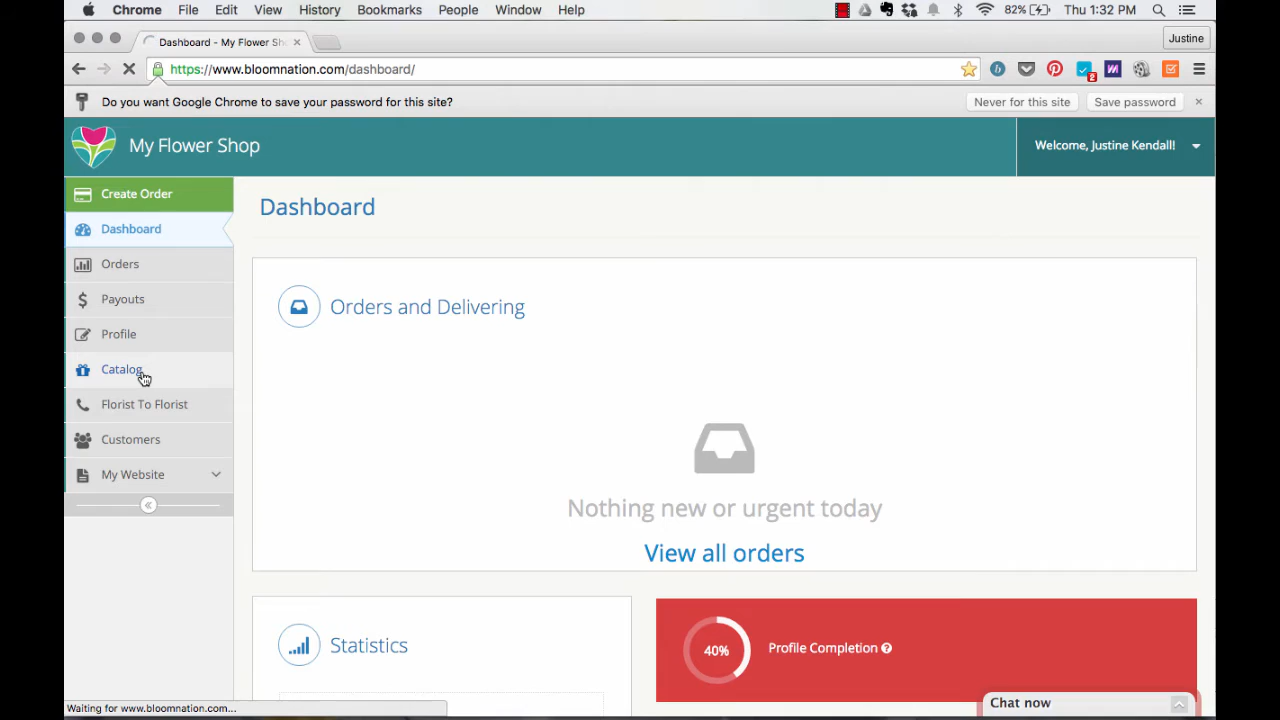 Chrome File Edit View History Bookmarks People Window Help 82% Thu 1:32 PM
Dashboard - My Flower Sh Justine
https://www.bloomnation.com/dashboard/
Do you want Google Chrome to save your password for this site? Never for this site Save password
My Flower Shop Welcome, Justine Kendall!
Create Order
Dashboard
Orders
Payouts
Profile
Catalog
Florist To Florist
Customers
My Website
Dashboard
Orders and Delivering
Nothing new or urgent today
View all orders
Statistics
40% Profile Completion
Chat now
Waiting for www.bloomnation.com...